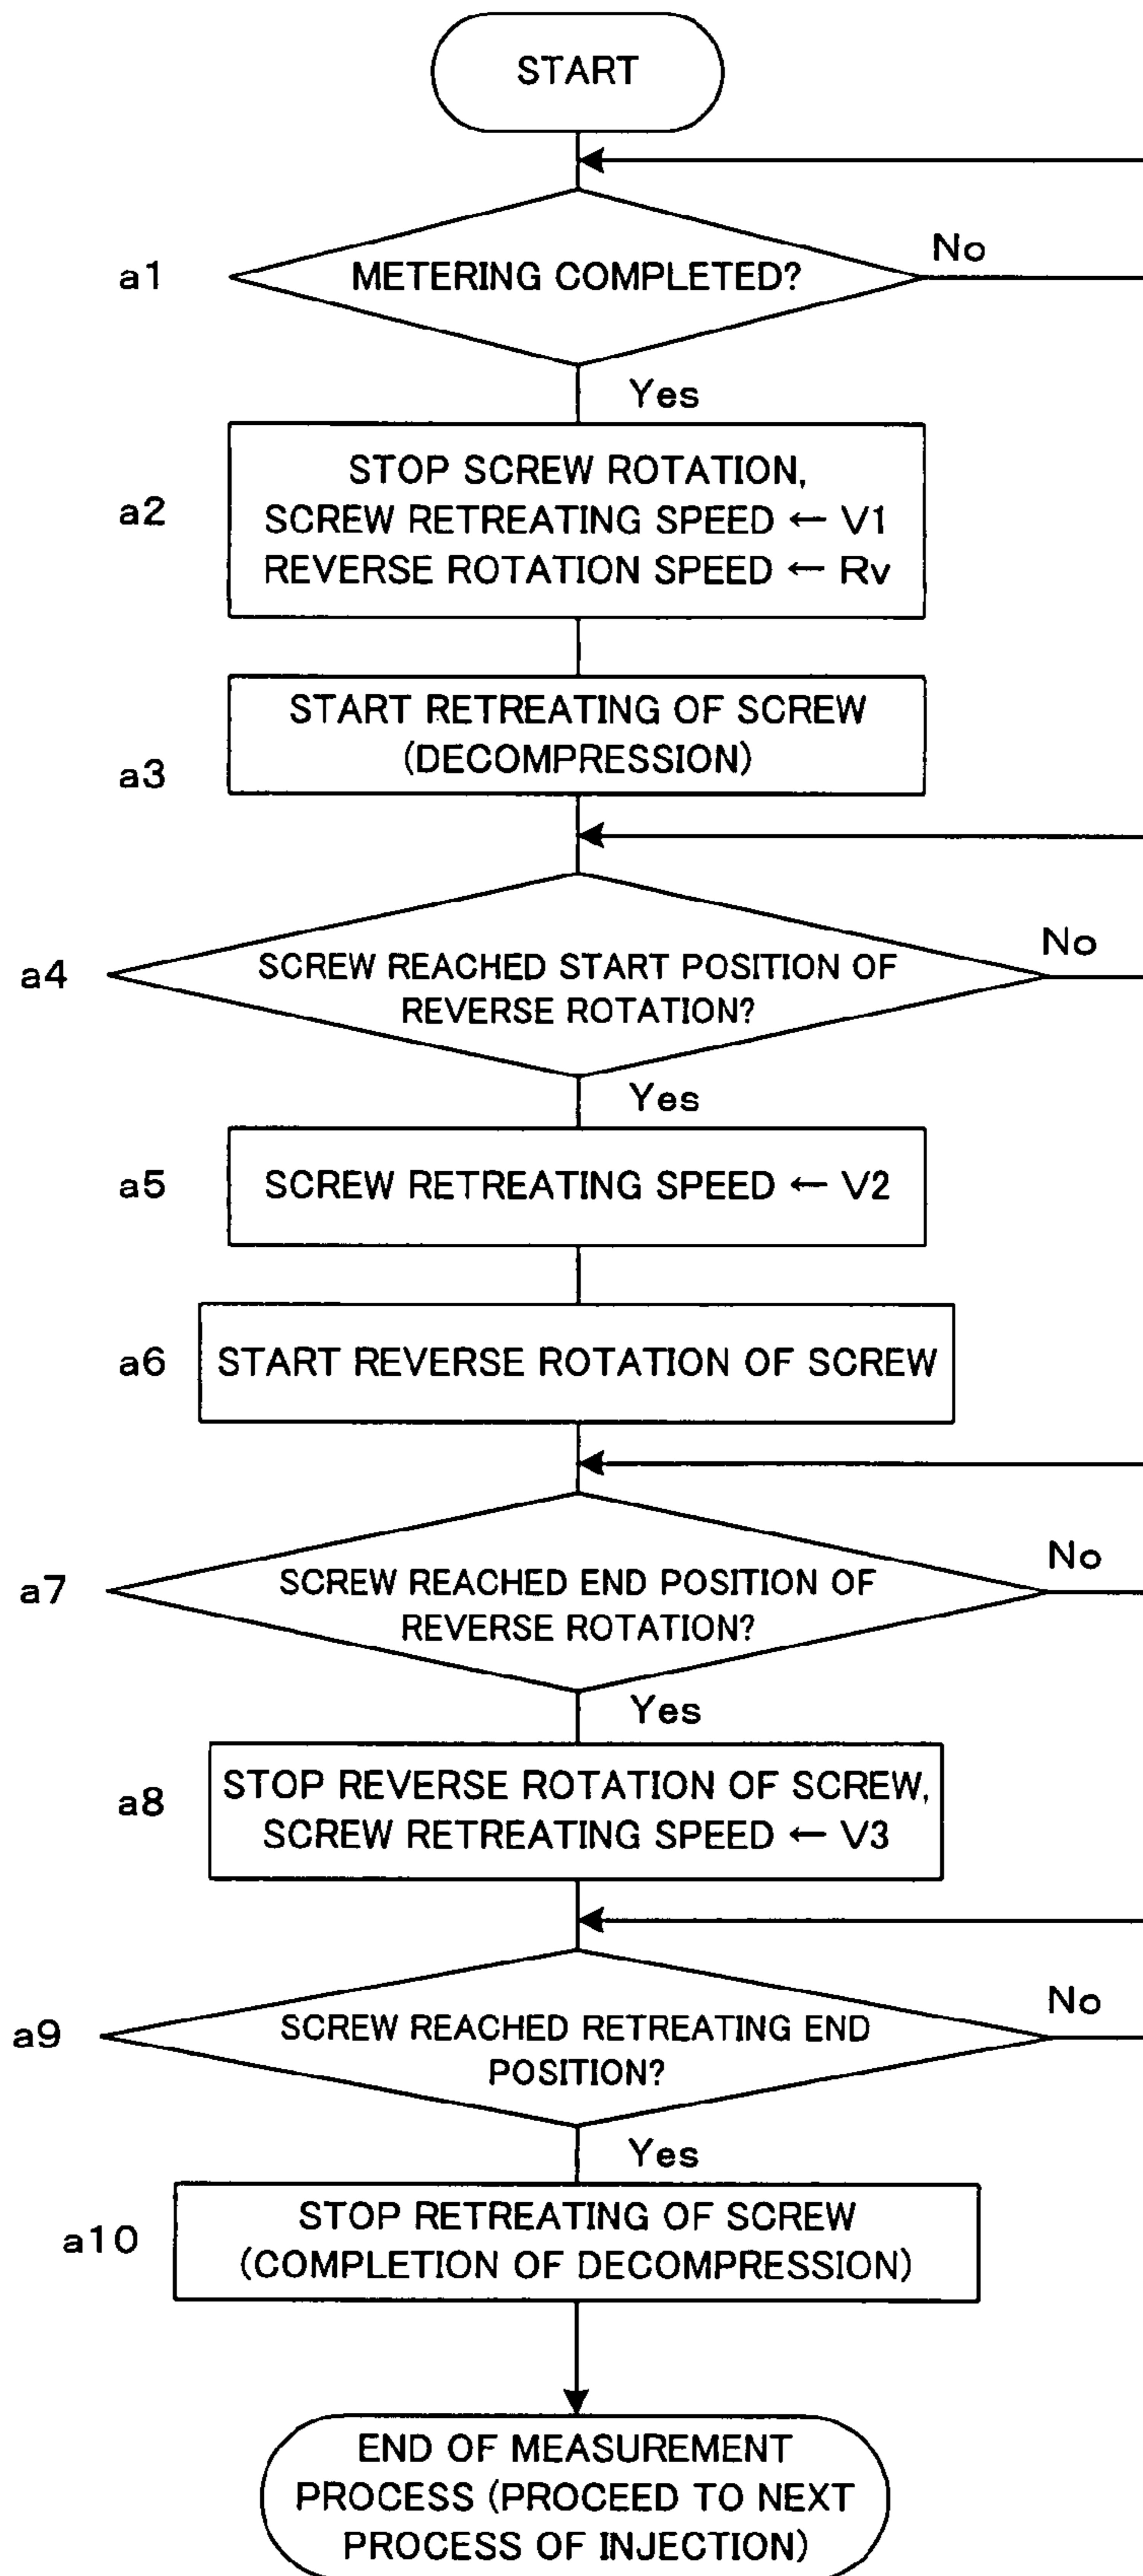 START
a1
METERING COMPLETED?
No
Yes
a2
STOP SCREW ROTATION,
SCREW RETREATING SPEED ← V1
REVERSE ROTATION SPEED ← Rv
a3
START RETREATING OF SCREW
(DECOMPRESSION)
a4
SCREW REACHED START POSITION OF
REVERSE ROTATION?
No
Yes
a5
SCREW RETREATING SPEED ← V2
a6
START REVERSE ROTATION OF SCREW
a7
SCREW REACHED END POSITION OF
REVERSE ROTATION?
No
Yes
a8
STOP REVERSE ROTATION OF SCREW,
SCREW RETREATING SPEED ← V3
a9
SCREW REACHED RETREATING END
POSITION?
No
Yes
a10
STOP RETREATING OF SCREW
(COMPLETION OF DECOMPRESSION)
END OF MEASUREMENT
PROCESS (PROCEED TO NEXT
PROCESS OF INJECTION)